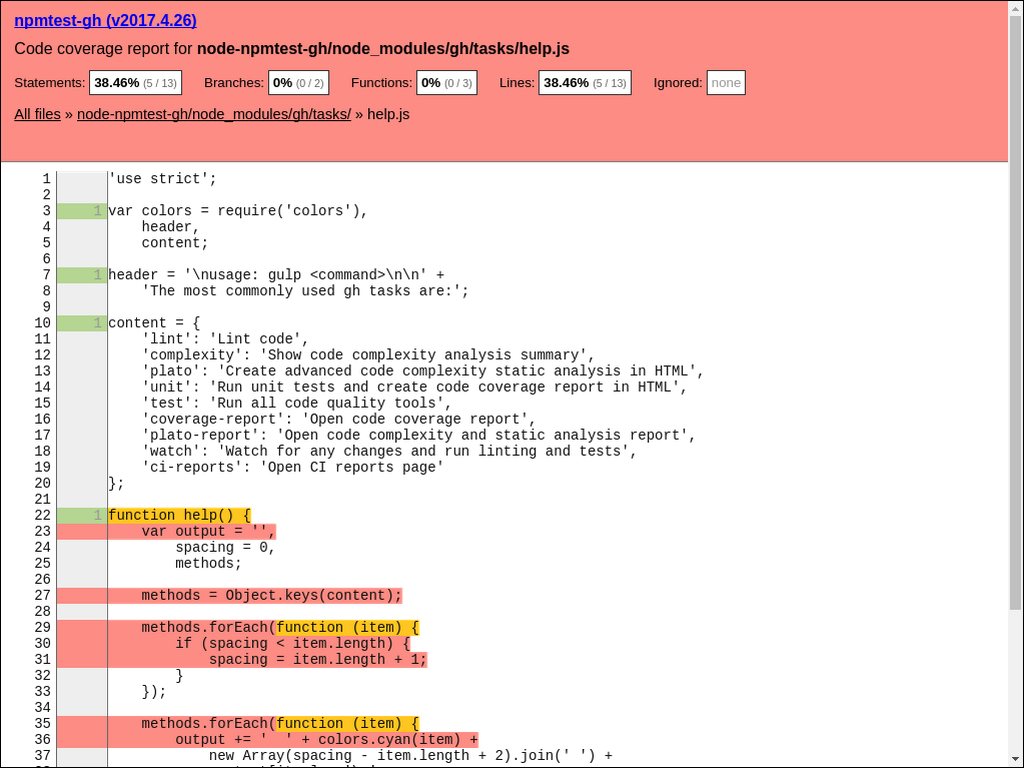 npmtest-gh (v2017.4.26)
Code coverage report for node-npmtest-gh/node_modules/gh/tasks/help.js
Statements: 38.46% (5 / 13) Branches: 0% (0 / 2) Functions: 0% (0 / 3) Lines: 38.46% (5 / 13) Ignored: none
All files » node-npmtest-gh/node_modules/gh/tasks/ » help.js
1 'use strict';
2
3 1 var colors = require('colors'),
4 header,
5 content;
6
7 1 header = '\nusage: gulp <command>\n\n' +
8 'The most commonly used gh tasks are:';
9
10 1 content = {
11 'lint': 'Lint code',
12 'complexity': 'Show code complexity analysis summary',
13 'plato': 'Create advanced code complexity static analysis in HTML',
14 'unit': 'Run unit tests and create code coverage report in HTML',
15 'test': 'Run all code quality tools',
16 'coverage-report': 'Open code coverage report',
17 'plato-report': 'Open code complexity and static analysis report',
18 'watch': 'Watch for any changes and run linting and tests',
19 'ci-reports': 'Open CI reports page'
20 };
21
22 1 function help() {
23 var output = '',
24 spacing = 0,
25 methods;
26
27 methods = Object.keys(content);
28
29 methods.forEach(function (item) {
30 if (spacing < item.length) {
31 spacing = item.length + 1;
32 }
33 });
34
35 methods.forEach(function (item) {
36 output += '  ' + colors.cyan(item) +
37 new Array(spacing - item.length + 2).join(' ') +